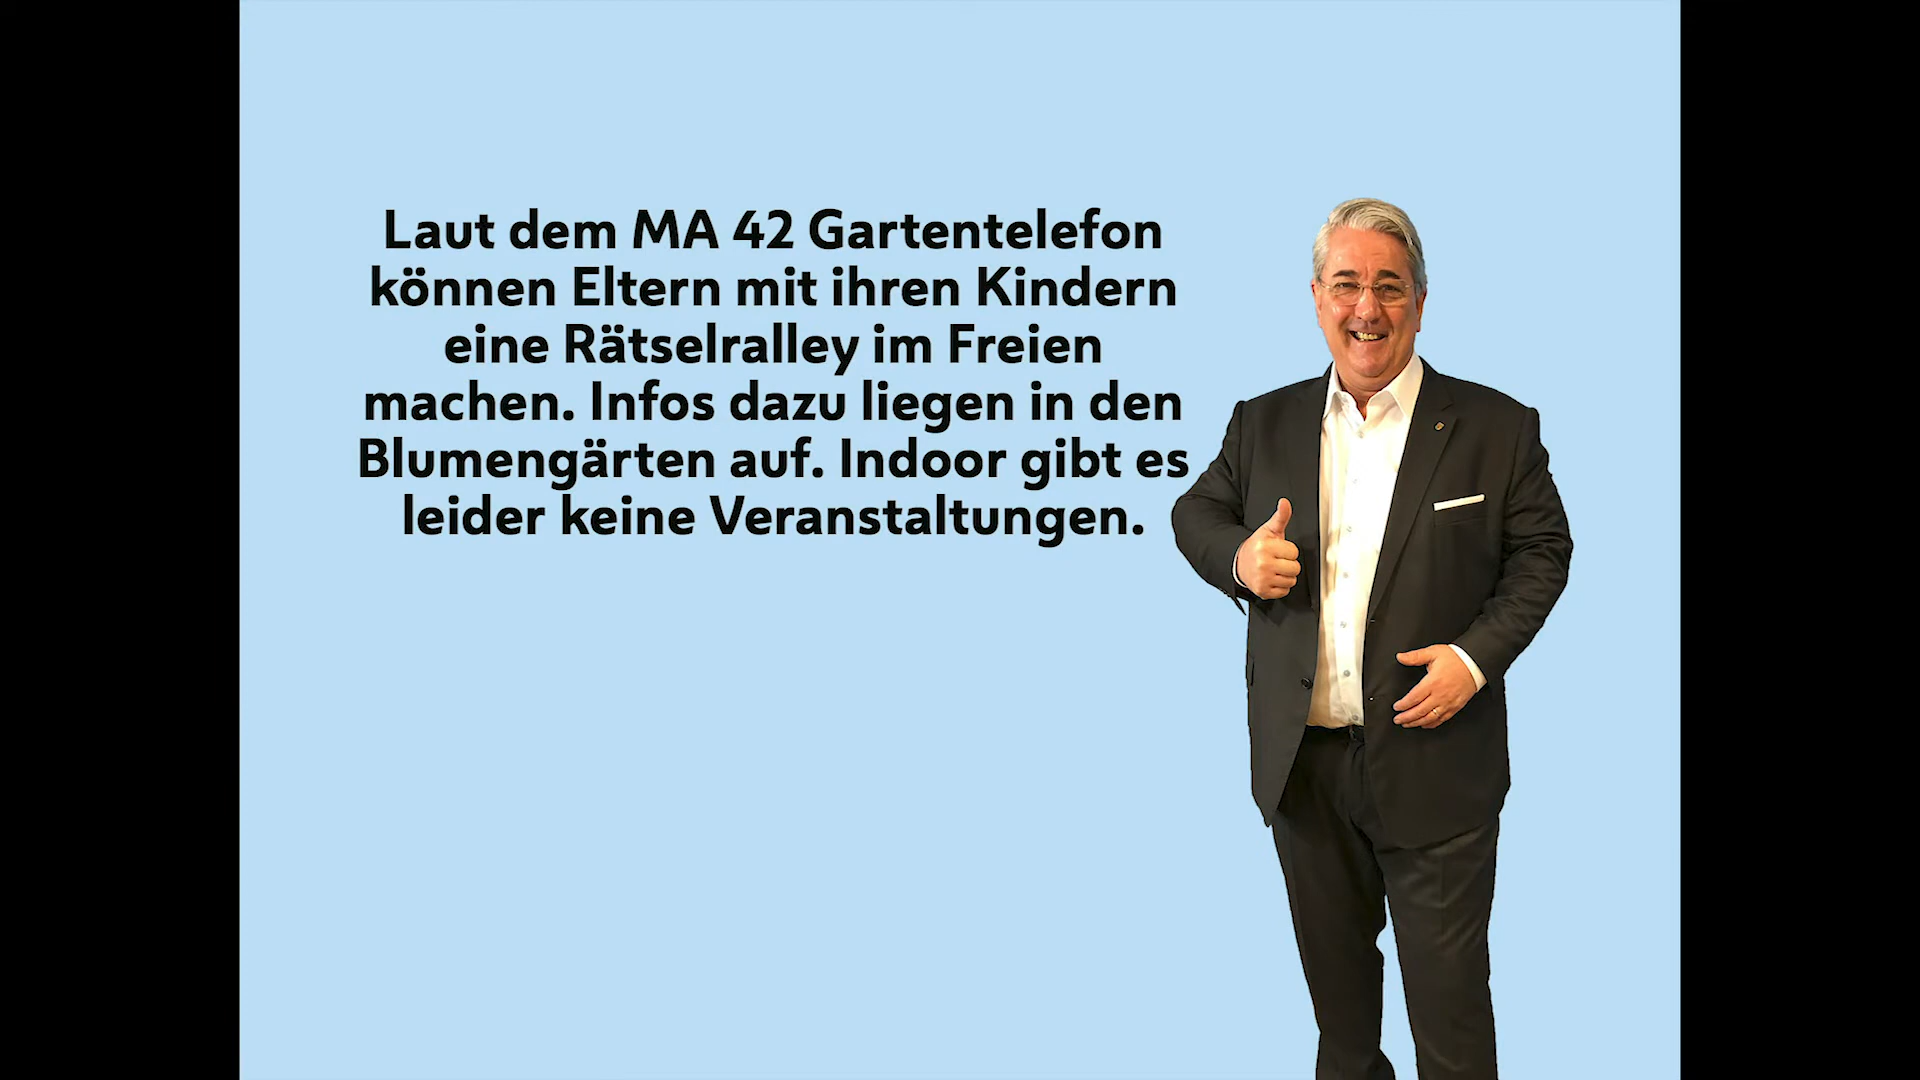 Laut dem MA 42 Gartentelefon
können Eltern mit ihren Kindern
eine Rätselralley im Freien
machen. Infos dazu liegen in den
Blumengärten auf. Indoor gibt es
leider keine Veranstaltungen.